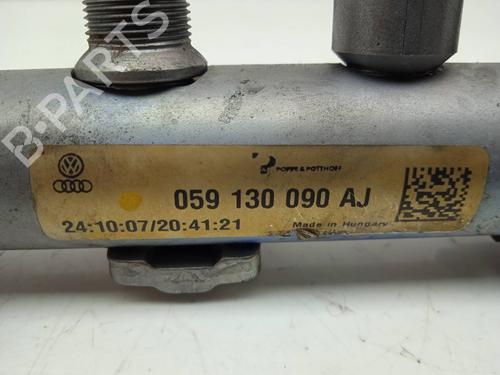 B-PARTS
POPPE & POTTHOFF
059 130 090 AJ
24:10:07/20:41:21
Made in Hungary